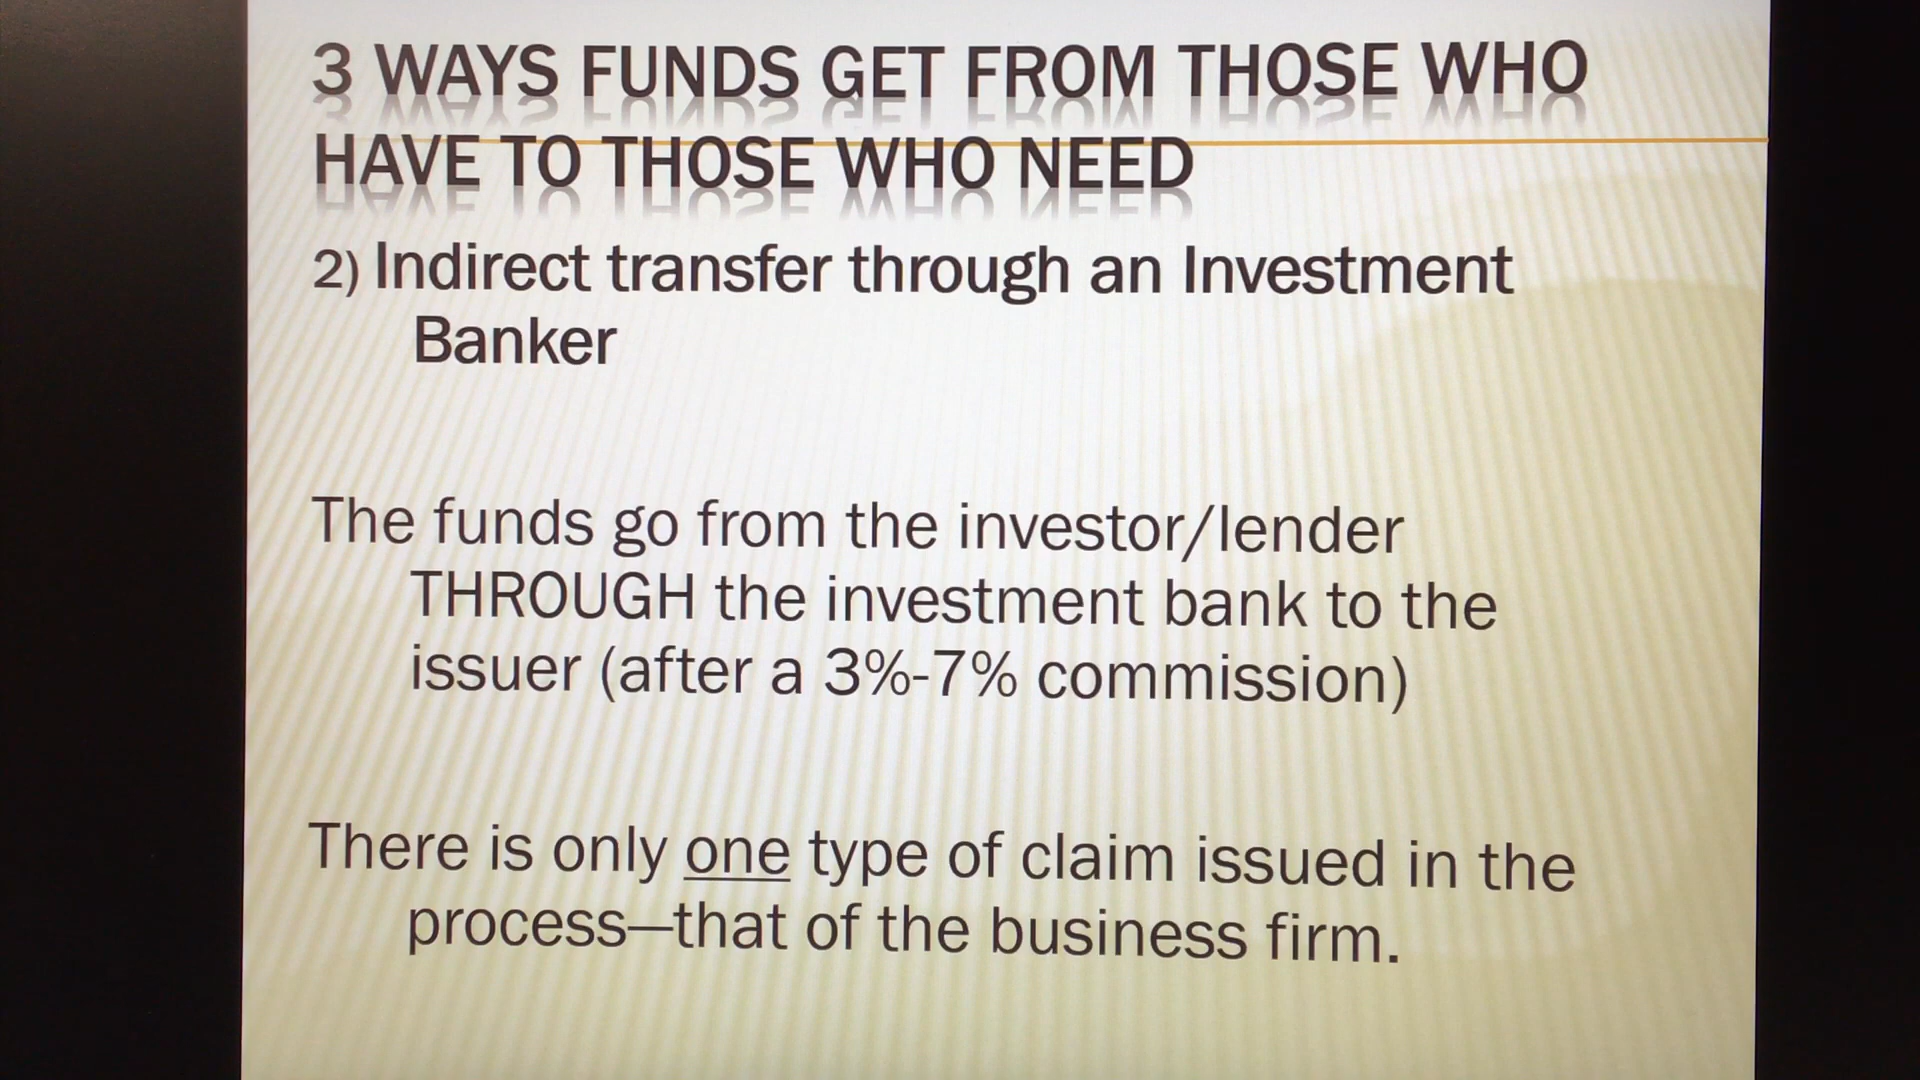 3 WAYS FUNDS GET FROM THOSE WHO
HAVE TO THOSE WHO NEED
2) Indirect transfer through an Investment
Banker
The funds go from the investor/lender
THROUGH the investment bank to the
issuer (after a 3%-7% commission)
There is only one type of claim issued in the
process—that of the business firm.